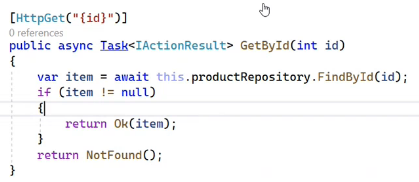 [HttpGet("{id}")]
0 references
public async Task<IActionResult> GetById(int id)
{
var item = await this.productRepository.FindById(id);
if (item != null)
{
return Ok(item);
}
return NotFound();
}